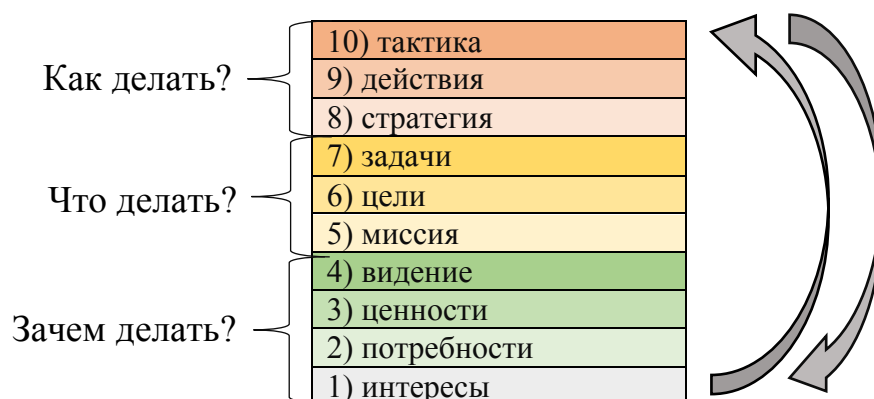 Как делать?
10) тактика
9) действия
8) стратегия
Что делать?
7) задачи
6) цели
5) миссия
Зачем делать?
4) видение
3) ценности
2) потребности
1) интересы